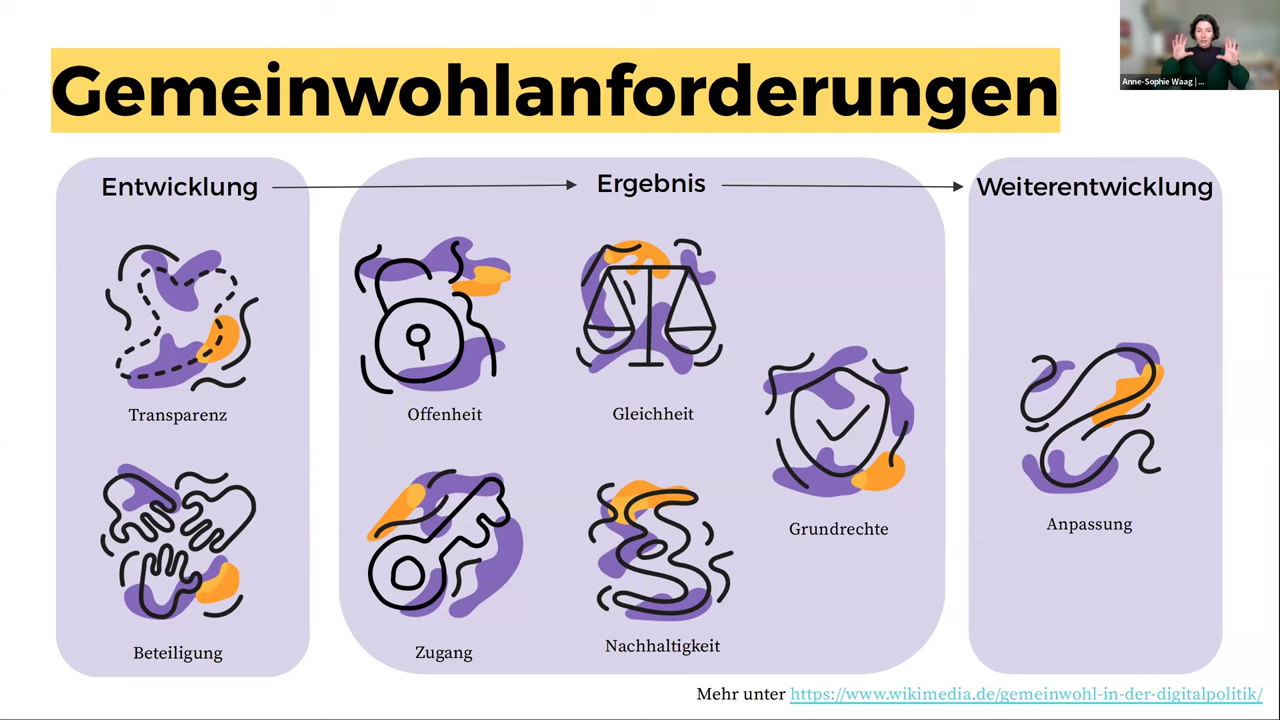 Gemeinwohlanforderungen
Anne-Sophie Waag | ...
Entwicklung
Ergebnis
Weiterentwicklung
Transparenz
Offenheit
Gleichheit
Grundrechte
Anpassung
Beteiligung
Zugang
Nachhaltigkeit
Mehr unter https://www.wikimedia.de/gemeinwohl-in-der-digitalpolitik/